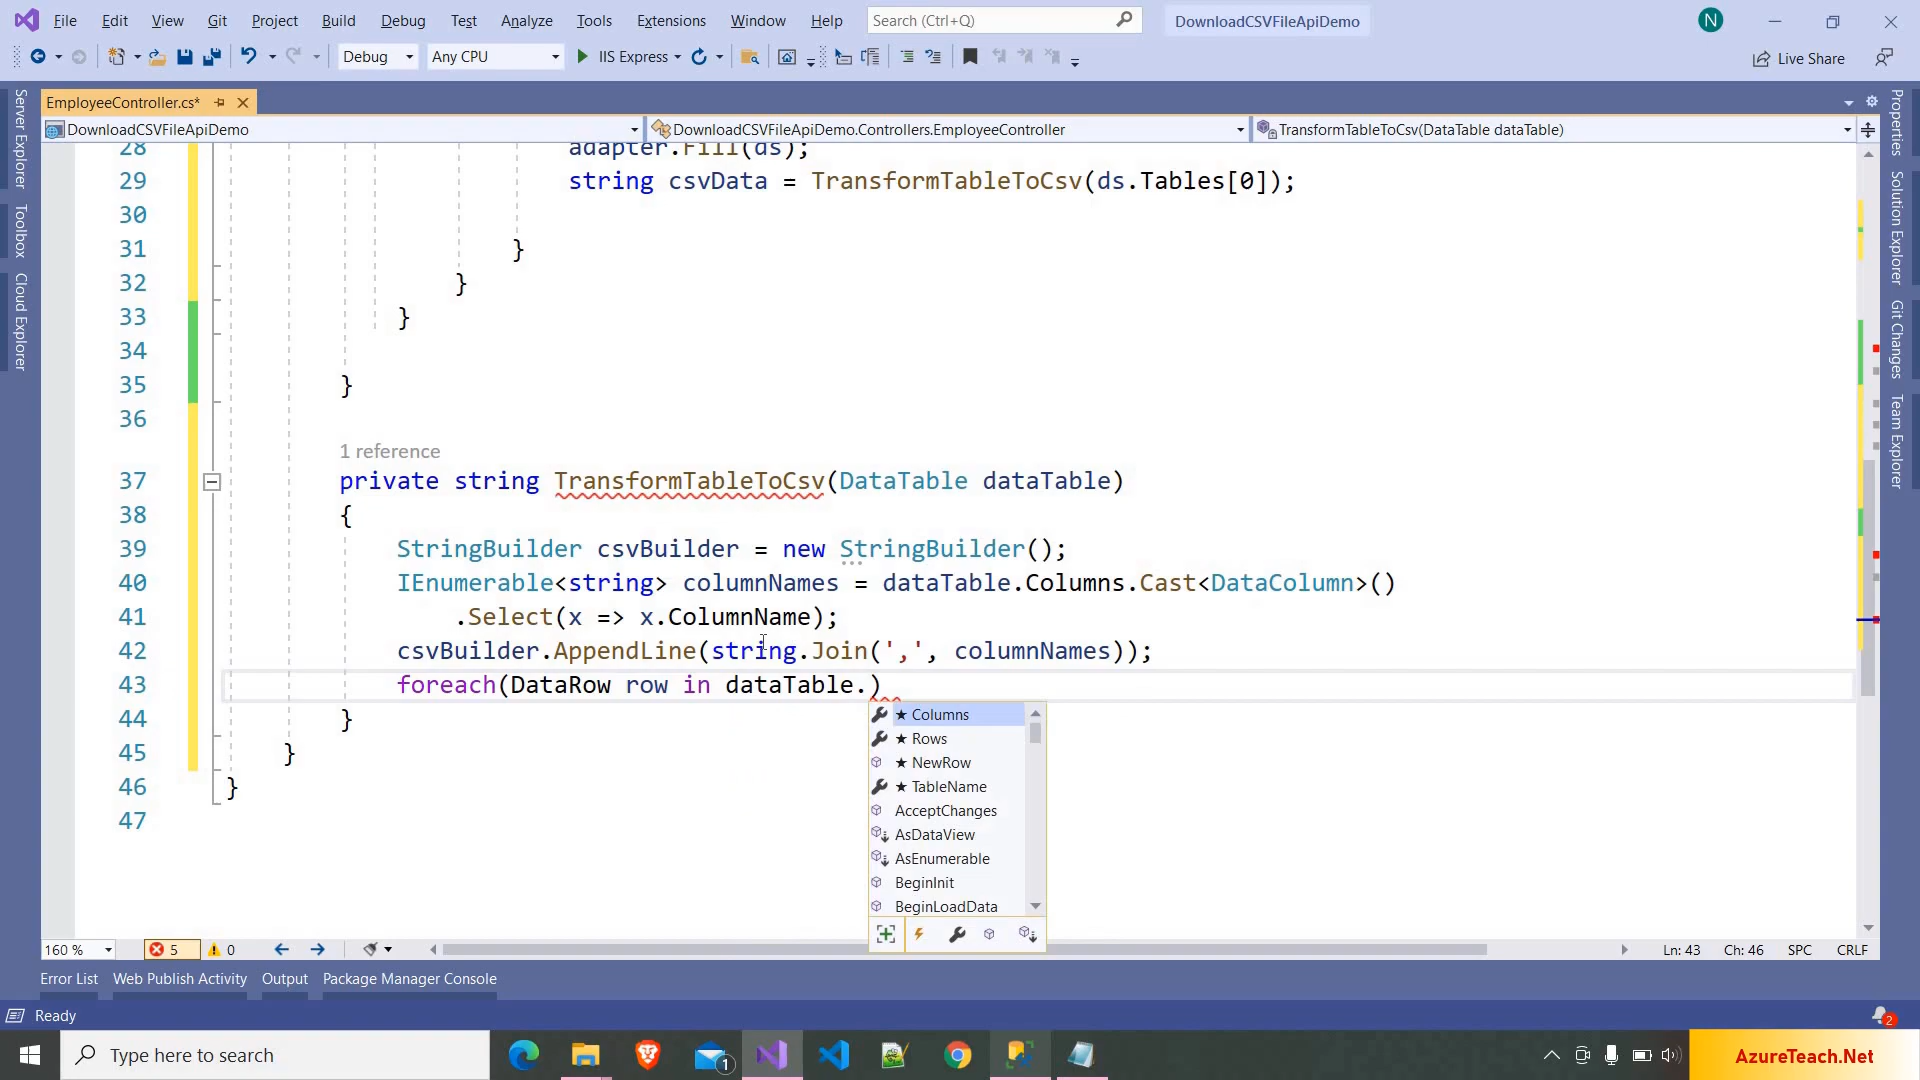 File Edit View Git Project Build Debug Test Analyze Tools Extensions Window Help Search (Ctrl+Q) DownloadCSVFileApiDemo N
Debug Any CPU IIS Express Live Share
EmployeeController.cs*
DownloadCSVFileApiDemo DownloadCSVFileApiDemo.Controllers.EmployeeController TransformTableToCsv(DataTable dataTable)
Server Explorer
Toolbox
Cloud Explorer
28 adapter.Fill(ds);
29 string csvData = TransformTableToCsv(ds.Tables[0]);
30
31 }
32 }
33 }
34
35 }
36
1 reference
37 private string TransformTableToCsv(DataTable dataTable)
38 {
39 StringBuilder csvBuilder = new StringBuilder();
40 IEnumerable<string> columnNames = dataTable.Columns.Cast<DataColumn>()
41 .Select(x => x.ColumnName);
42 csvBuilder.AppendLine(string.Join(',', columnNames));
43 foreach(DataRow row in dataTable.)
44 }
45 }
46 }
47
★ Columns
★ Rows
★ NewRow
★ TableName
AcceptChanges
AsDataView
AsEnumerable
BeginInit
BeginLoadData
Properties
Solution Explorer
Git Changes
Team Explorer
160 % 5 0 Ln: 43 Ch: 46 SPC CRLF
Error List Web Publish Activity Output Package Manager Console
Ready 2
Type here to search 1 AzureTeach.Net